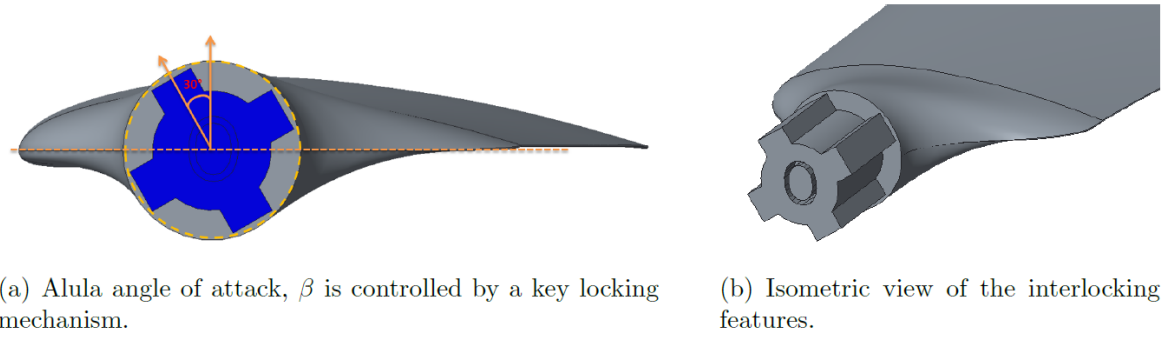 30°
(a) Alula angle of attack, β is controlled by a key locking
mechanism.
(b) Isometric view of the interlocking
features.